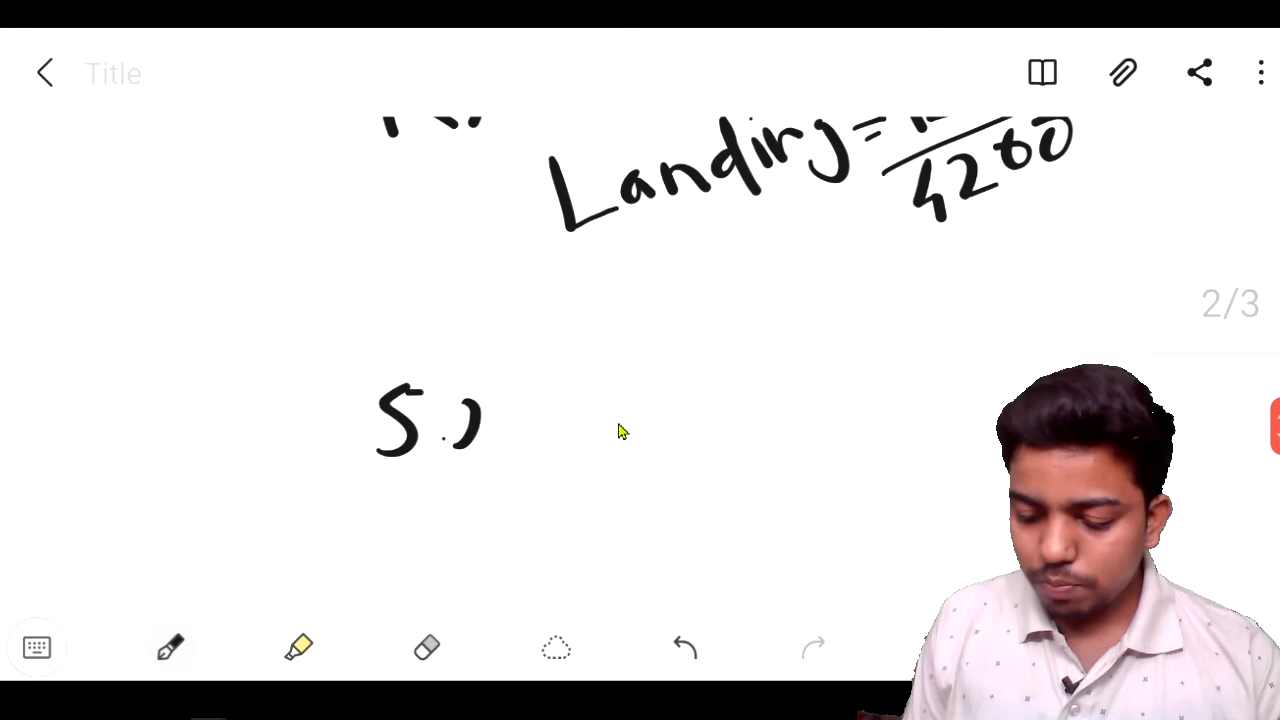 Title
Landing =
4260
2/3
5.)